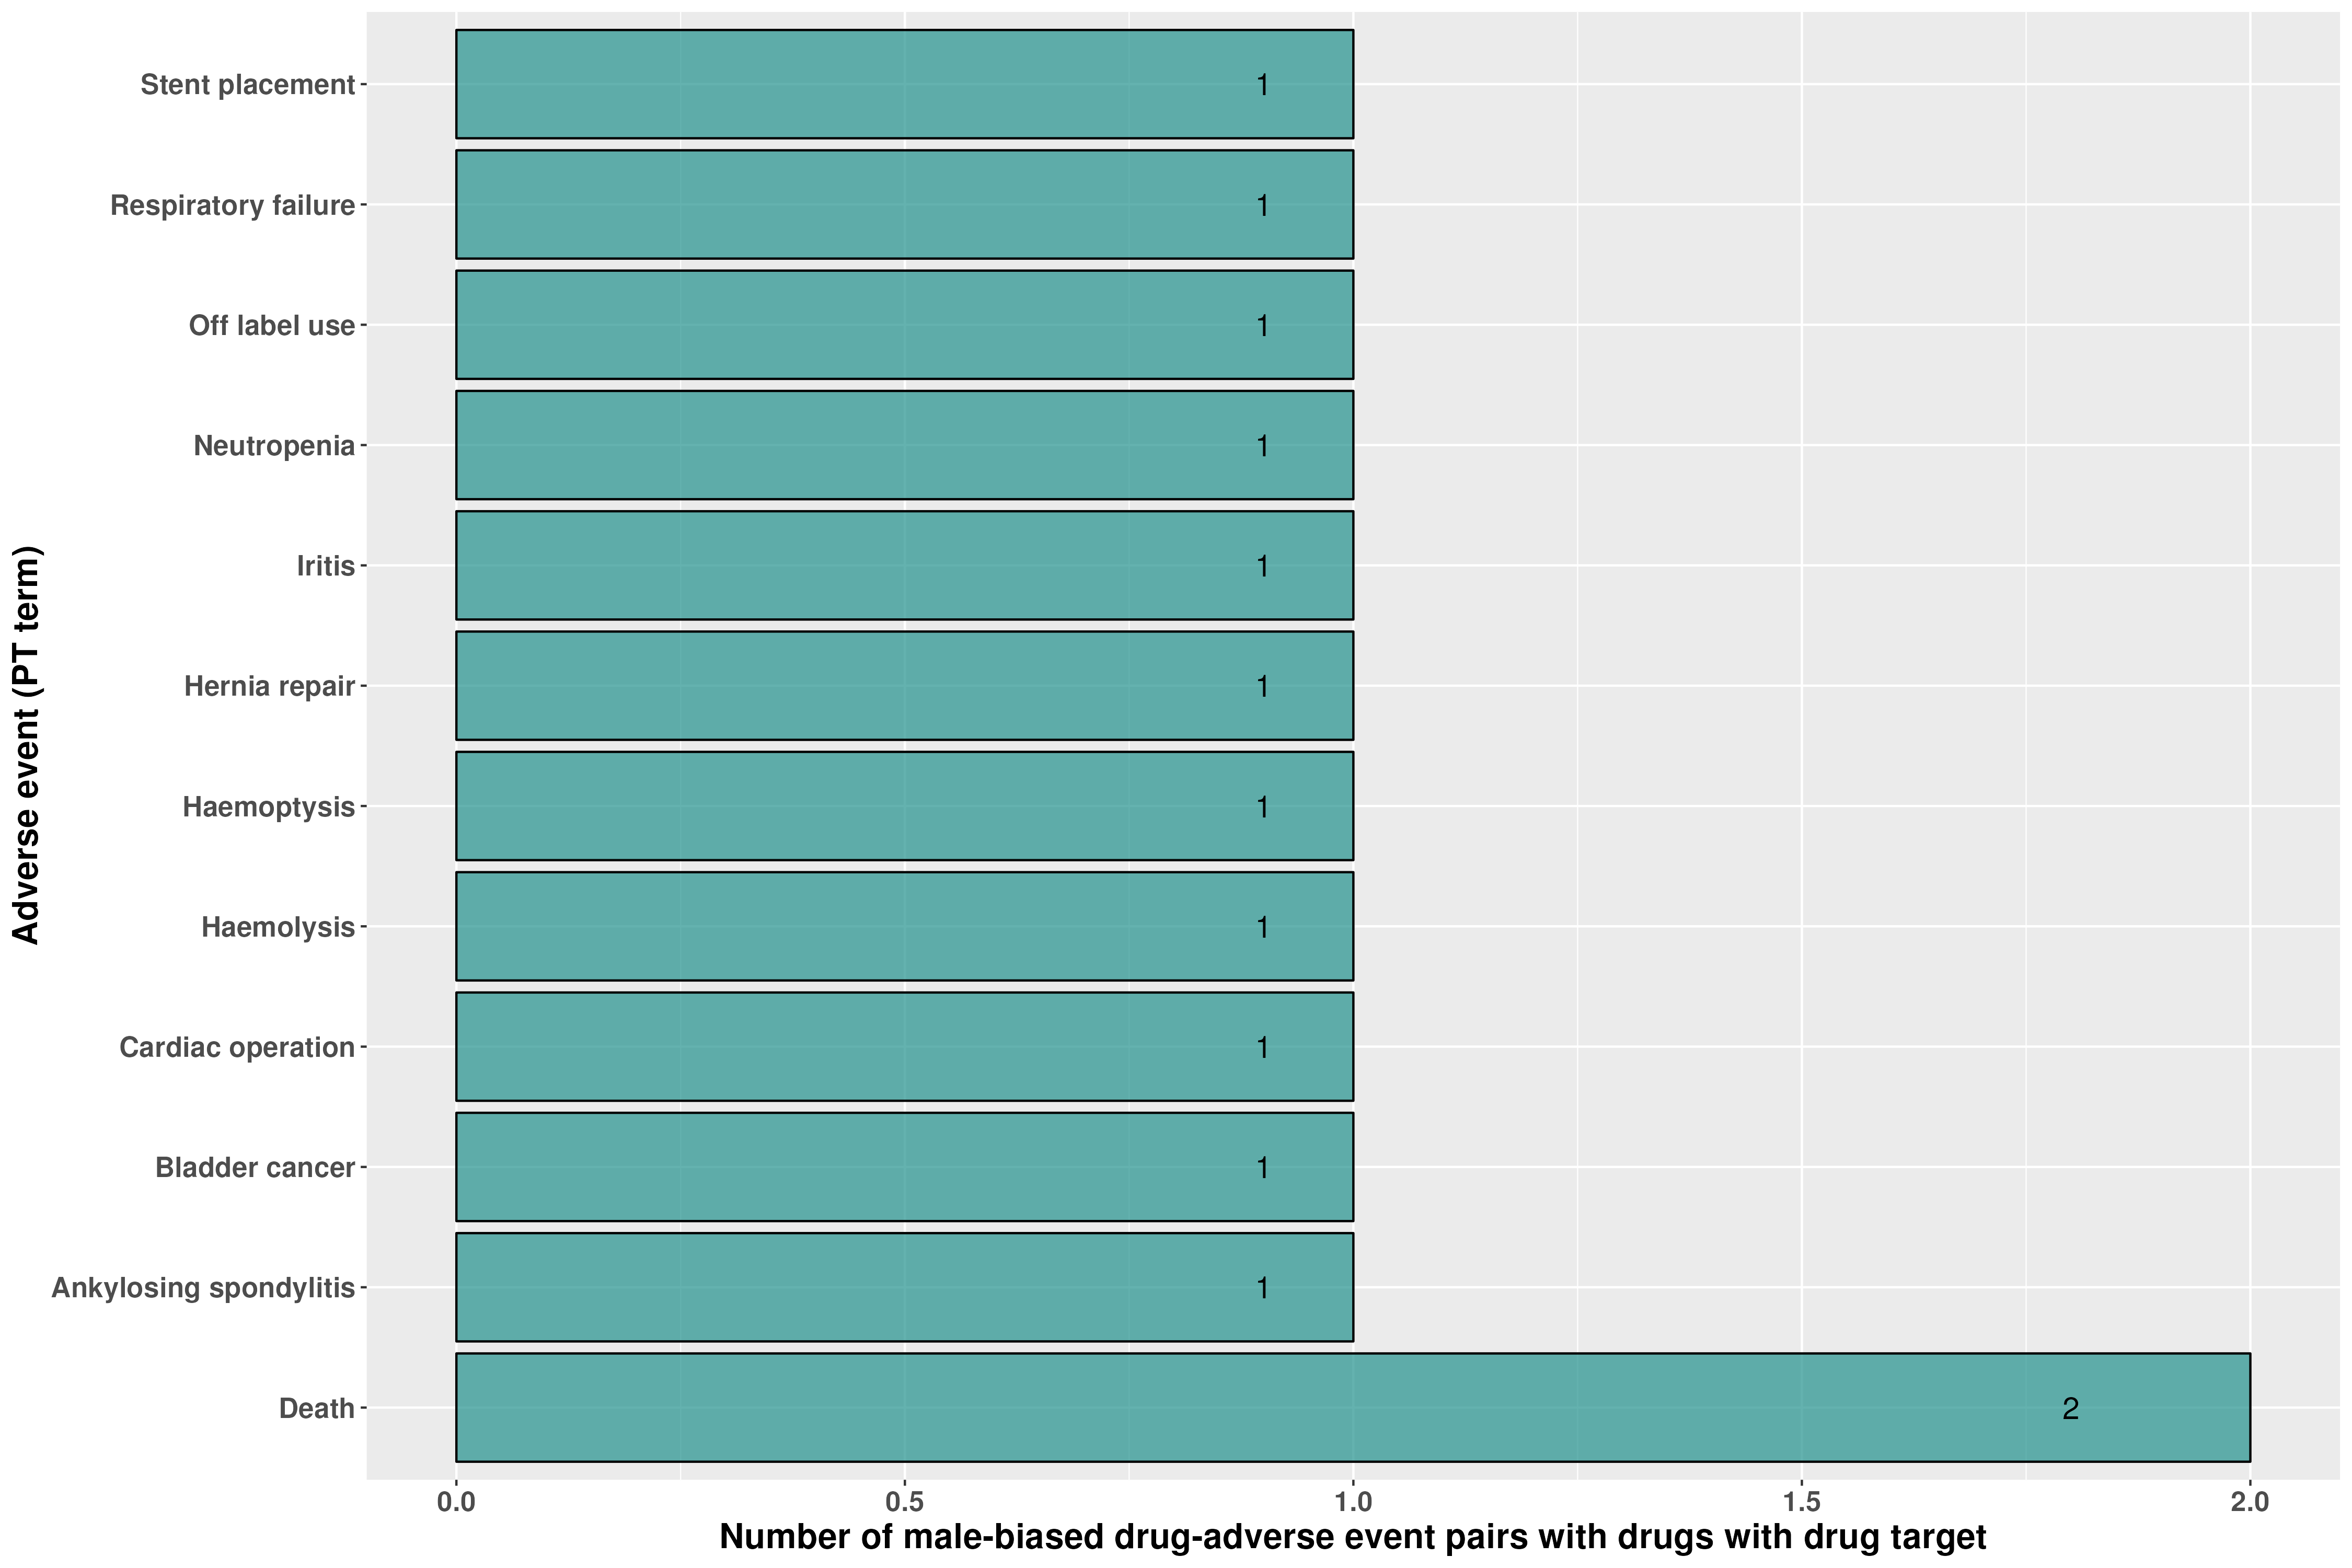 Adverse event (PT term)
Stent placement 1
Respiratory failure 1
Off label use 1
Neutropenia 1
Iritis 1
Hernia repair 1
Haemoptysis 1
Haemolysis 1
Cardiac operation 1
Bladder cancer 1
Ankylosing spondylitis 1
Death 2
0.0 0.5 1.0 1.5 2.0
Number of male-biased drug-adverse event pairs with drugs with drug target